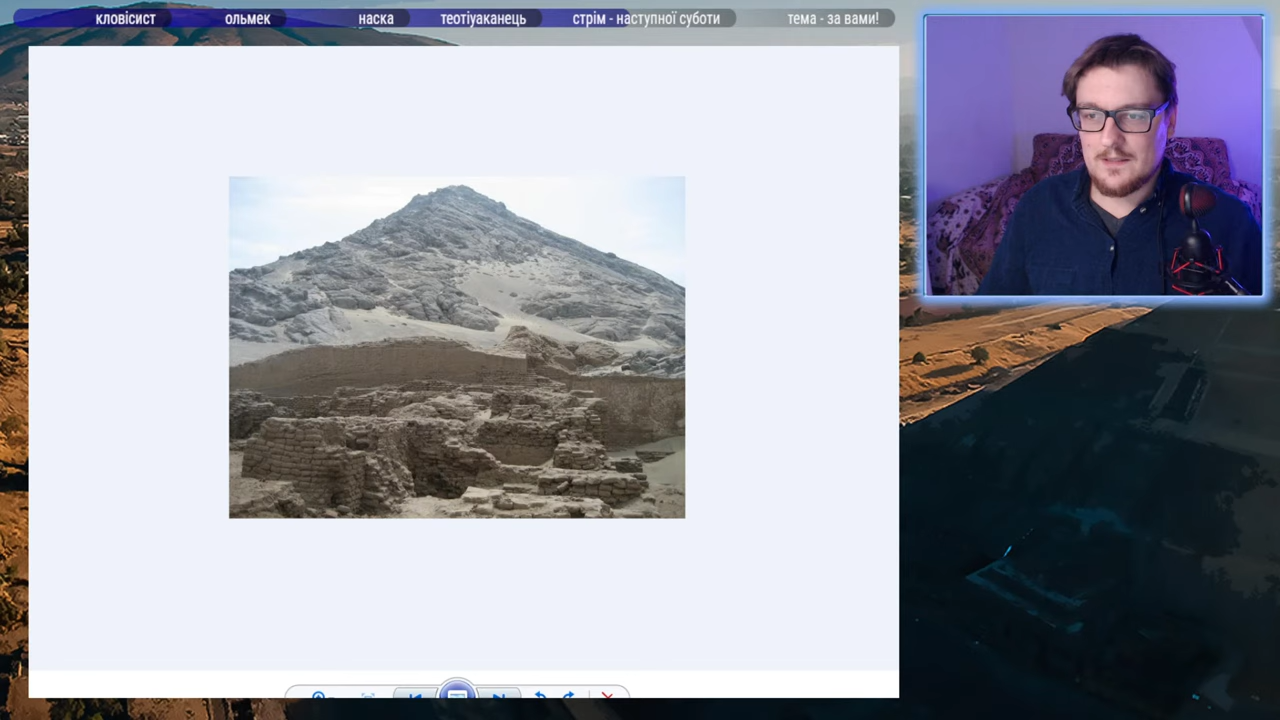 кловісист ольмек наска теотіуаканець стрім - наступної суботи тема - за вами!